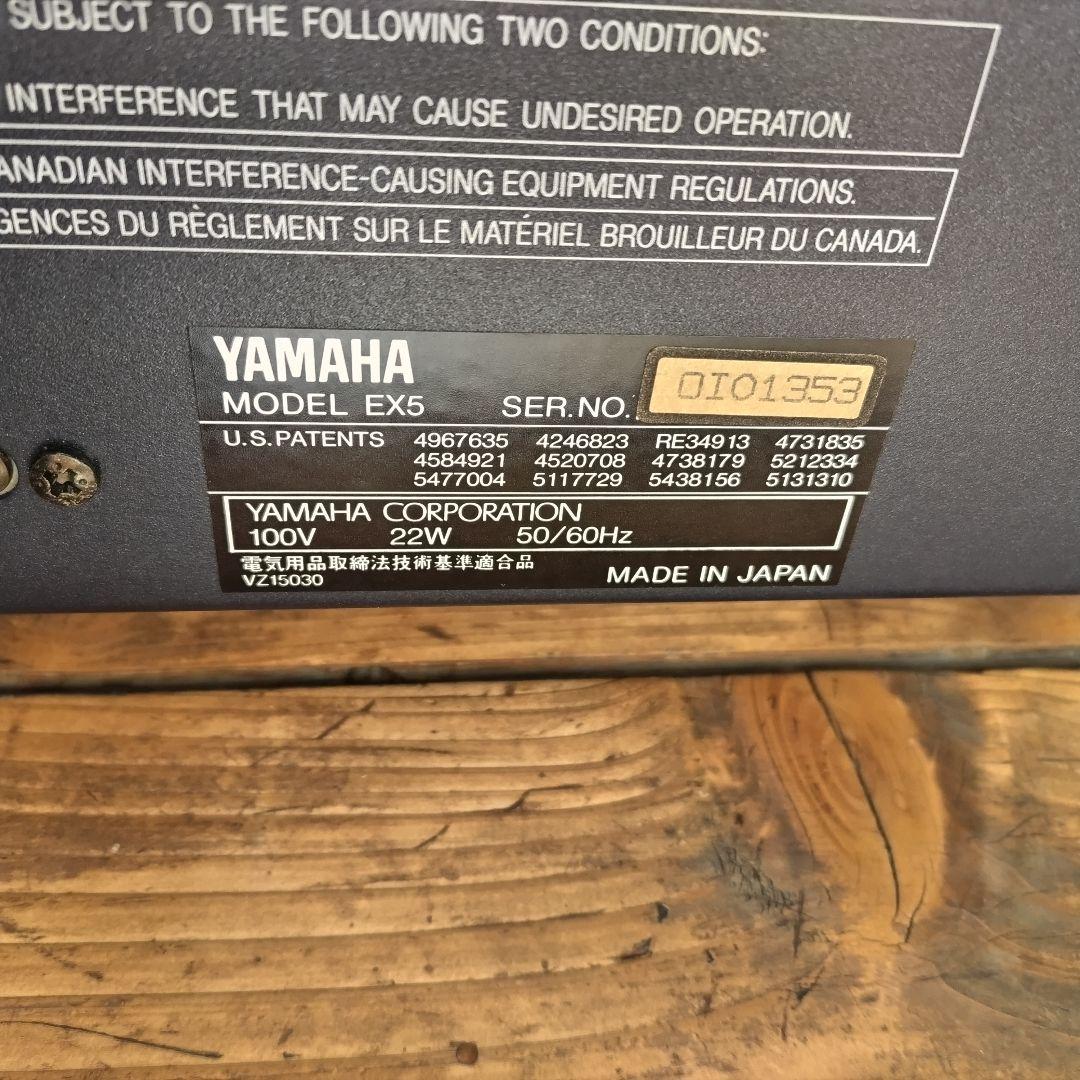 SUBJECT TO THE FOLLOWING TWO CONDITIONS:
INTERFERENCE THAT MAY CAUSE UNDESIRED OPERATION.
ANADIAN INTERFERENCE-CAUSING EQUIPMENT REGULATIONS.
GENCES DU RÈGLEMENT SUR LE MATÉRIEL BROUILLEUR DU CANADA.
YAMAHA
MODEL EX5 SER.NO. OIO1353
U.S.PATENTS 4967635 4246823 RE34913 4731835
4584921 4520708 4738179 5212334
5477004 5117729 5438156 5131310
YAMAHA CORPORATION
100V 22W 50/60Hz
電気用品取締法技術基準適合品
VZ15030 MADE IN JAPAN